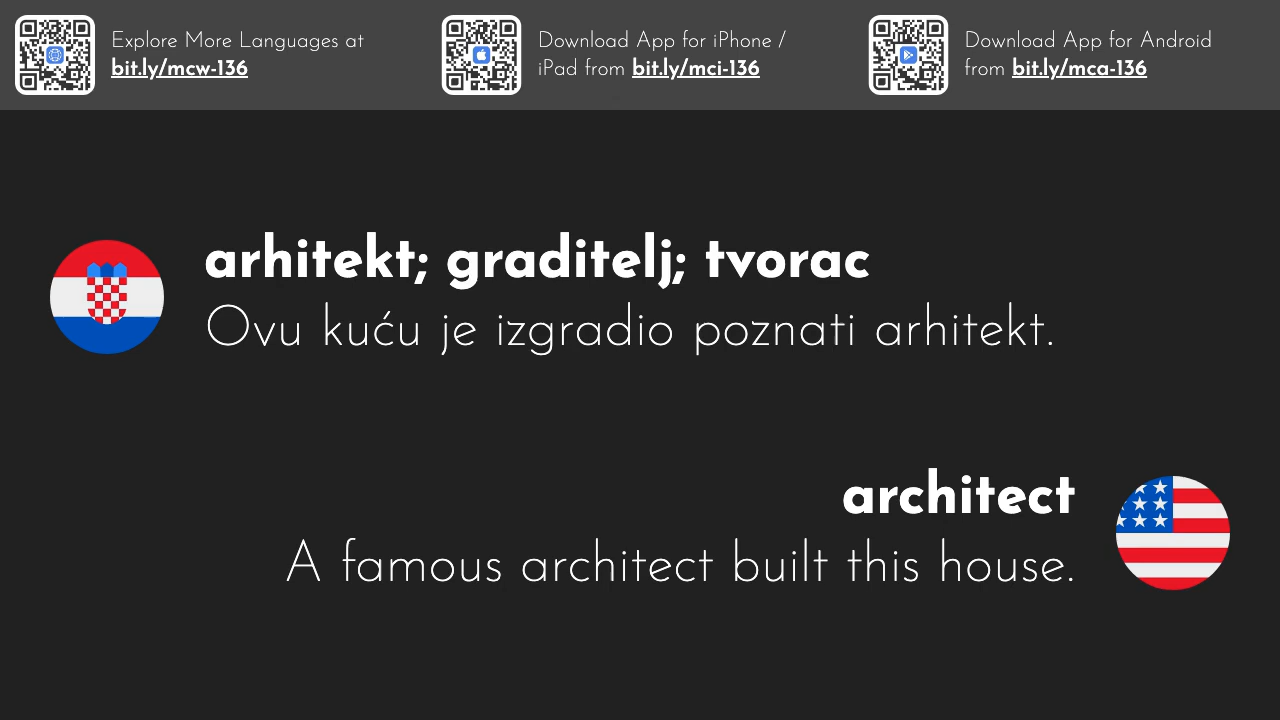 Explore More Languages at
bit.ly/mcw-136
Download App for iPhone /
iPad from bit.ly/mci-136
Download App for Android
from bit.ly/mca-136
arhitekt; graditelj; tvorac
Ovu kuću je izgradio poznati arhitekt.
architect
A famous architect built this house.